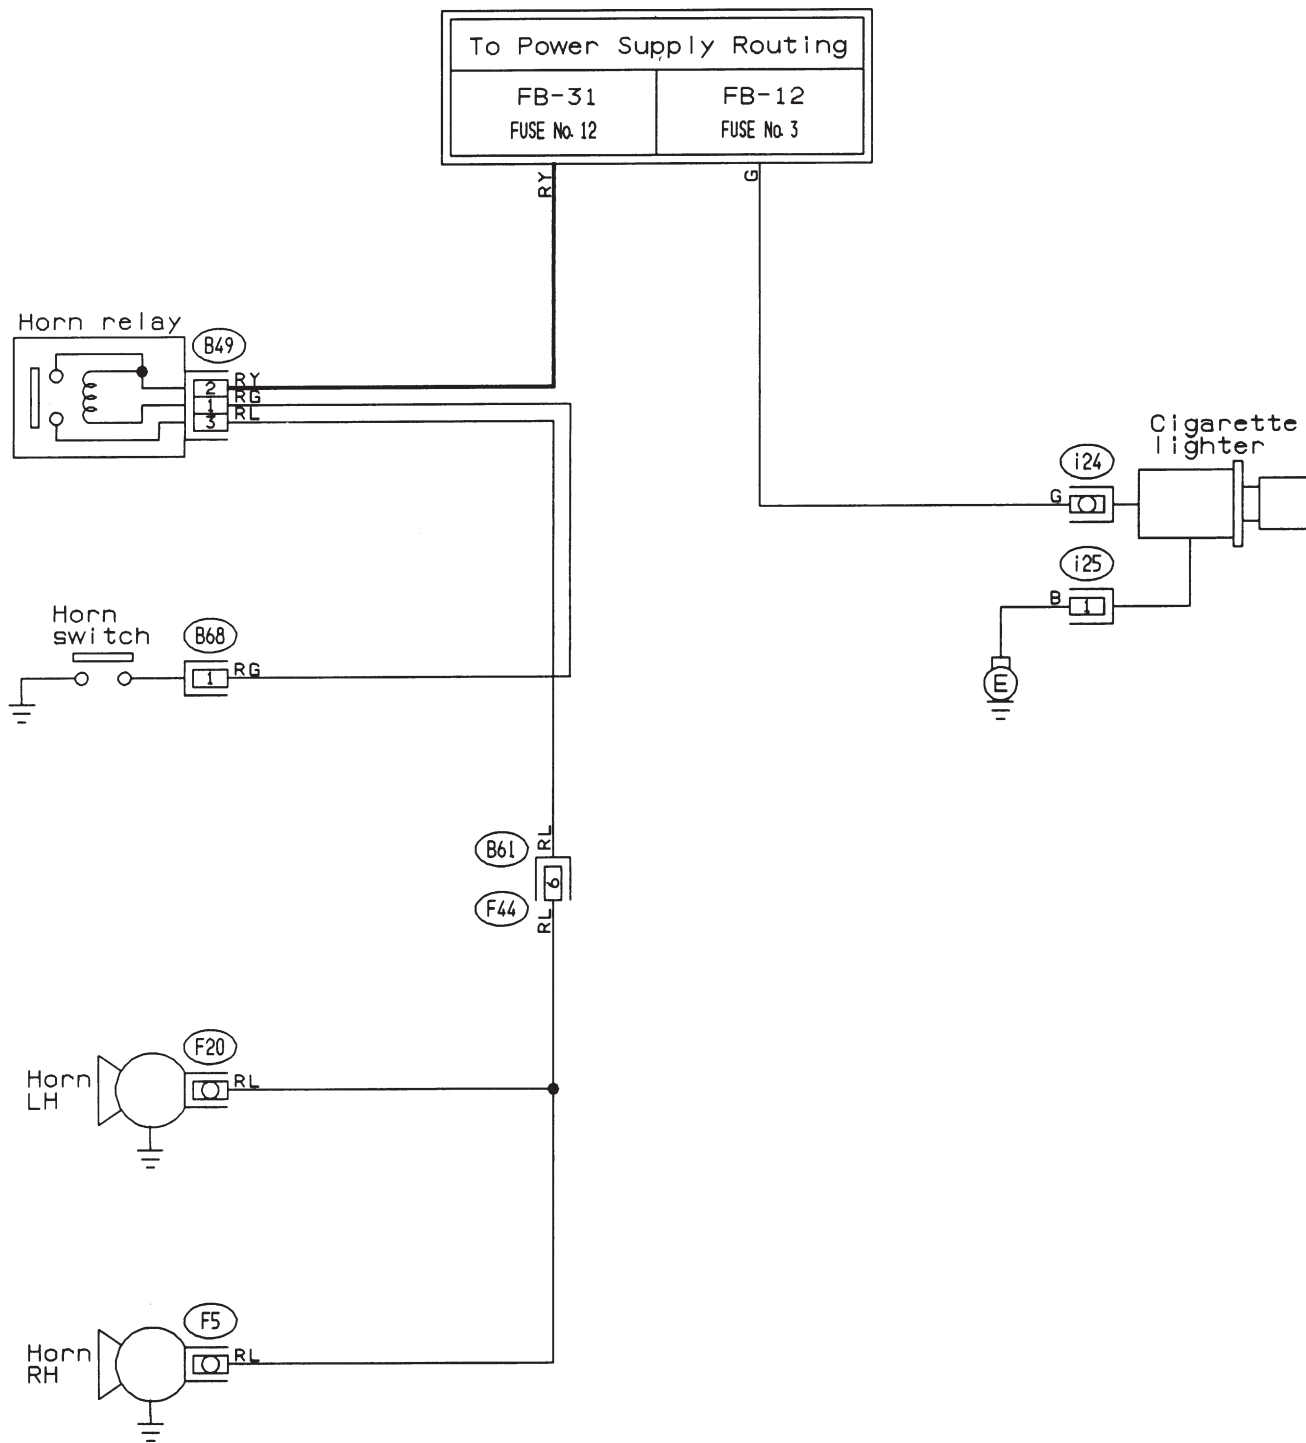 To Power Supply Routing
FB-31
FUSE No. 12
FB-12
FUSE No. 3
RY
G
Horn relay
B49
2
RY
1
RG
3
RL
Cigarette
lighter
i24
G
i25
B
1
E
Horn
switch
B68
1
RG
B61
RL
6
F44
RL
Horn
LH
F20
RL
Horn
RH
F5
RL